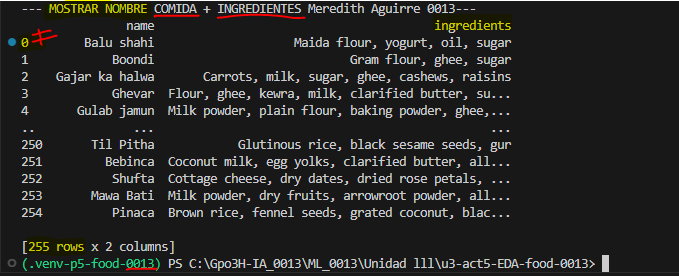 --- MOSTRAR NOMBRE COMIDA + INGREDIENTES Meredith Aguirre 0013---
name ingredients
0 Balu shahi Maida flour, yogurt, oil, sugar
1 Boondi Gram flour, ghee, sugar
2 Gajar ka halwa Carrots, milk, sugar, ghee, cashews, raisins
3 Ghevar Flour, ghee, kewra, milk, clarified butter, su...
4 Gulab jamun Milk powder, plain flour, baking powder, ghee,...
.. ... ...
250 Til Pitha Glutinous rice, black sesame seeds, gur
251 Bebinca Coconut milk, egg yolks, clarified butter, all...
252 Shufta Cottage cheese, dry dates, dried rose petals, ...
253 Mawa Bati Milk powder, dry fruits, arrowroot powder, all...
254 Pinaca Brown rice, fennel seeds, grated coconut, blac...
[255 rows x 2 columns]
(.venv-p5-food-0013) PS C:\Gpo3H-IA_0013\ML_0013\Unidad lll\u3-act5-EDA-food-0013>